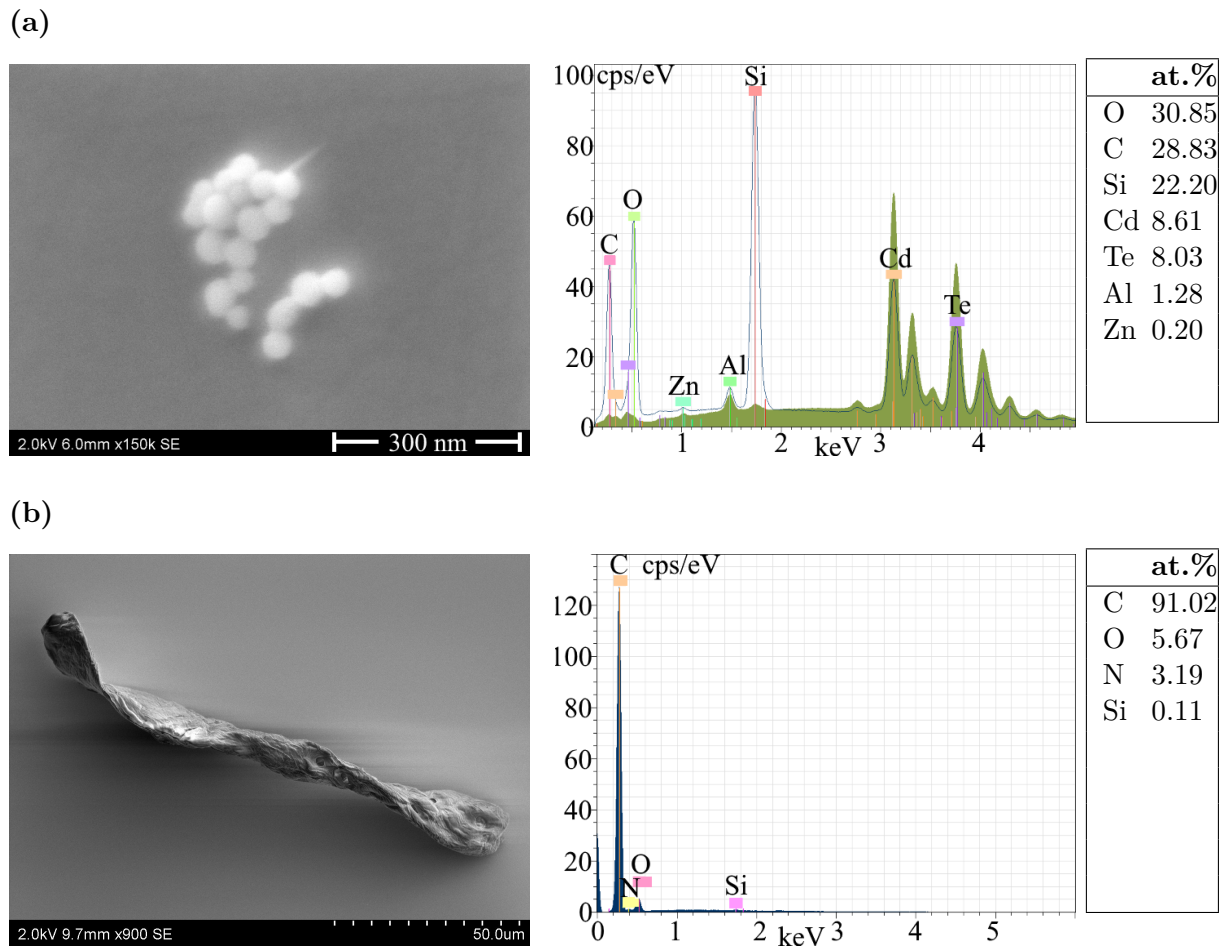 (a)
cps/eV
100
80
60
40
20
0
C
O
Zn
Al
Si
Cd
Te
1 2 3 4
keV
at.%
O 30.85
C 28.83
Si 22.20
Cd 8.61
Te 8.03
Al 1.28
Zn 0.20
2.0kV 6.0mm x150k SE
300 nm
(b)
C cps/eV
120
100
80
60
40
20
0
N
O
Si
0 1 2 3 4 5
keV
at.%
C 91.02
O 5.67
N 3.19
Si 0.11
2.0kV 9.7mm x900 SE
50.0um